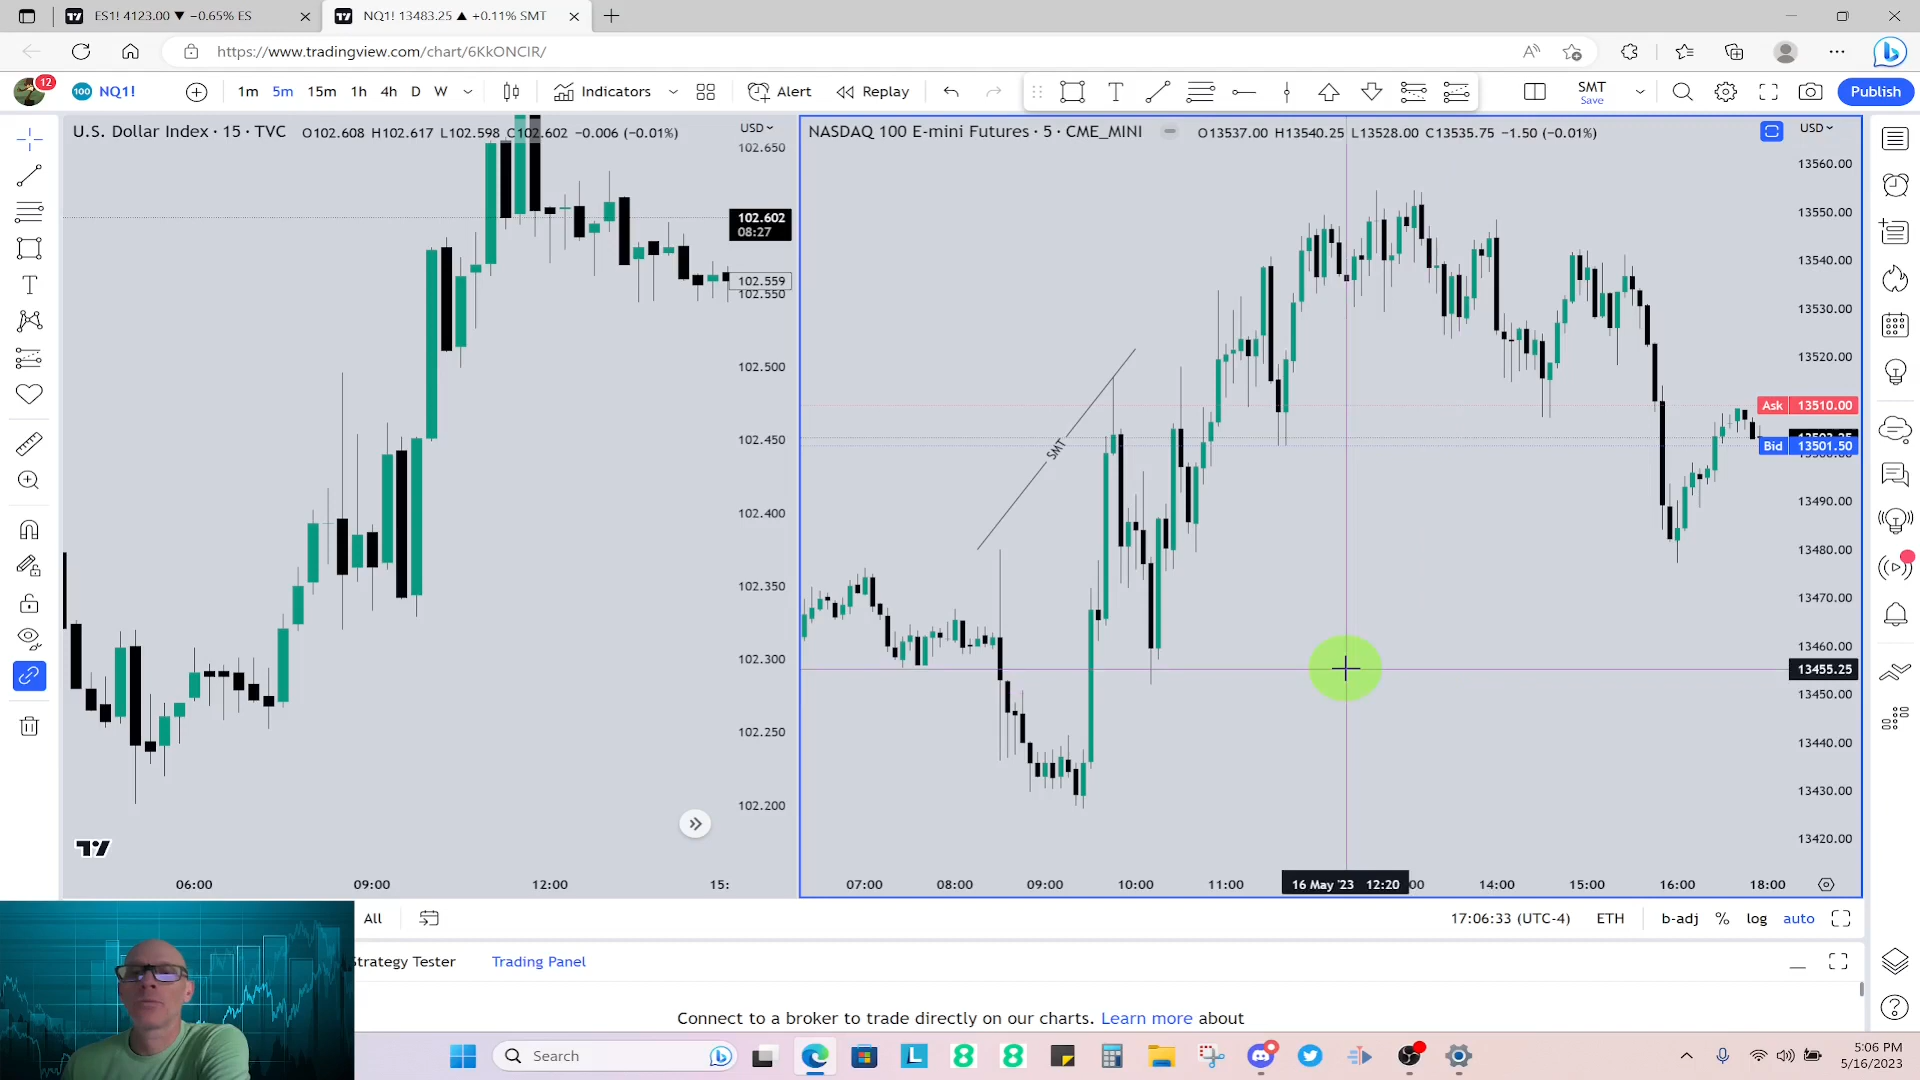 ES1! 4123.00 ▼ −0.65% ES
NQ1! 13483.25 ▲ +0.11% SMT
https://www.tradingview.com/chart/6KkONCIR/
12
100 NQ1!
1m 5m 15m 1h 4h D W
Indicators
Alert
Replay
SMT
Save
Publish
U.S. Dollar Index · 15 · TVC O102.608 H102.617 L102.598 C102.602 −0.006 (−0.01%)
USD
102.650
102.602
08:27
102.559
102.550
102.500
102.450
102.400
102.350
102.300
102.250
102.200
06:00 09:00 12:00 15:
NASDAQ 100 E-mini Futures · 5 · CME_MINI O13537.00 H13540.25 L13528.00 C13535.75 −1.50 (−0.01%)
USD
13560.00
13550.00
13540.00
13530.00
13520.00
Ask 13510.00
Bid 13501.50
13490.00
13480.00
13470.00
13460.00
13455.25
13450.00
13440.00
13430.00
13420.00
SMT
07:00 08:00 09:00 10:00 11:00 16 May '23 12:20 14:00 15:00 16:00 18:00
All
17:06:33 (UTC-4) ETH b-adj % log auto
Strategy Tester Trading Panel
Connect to a broker to trade directly on our charts. Learn more about
Search
5:06 PM
5/16/2023